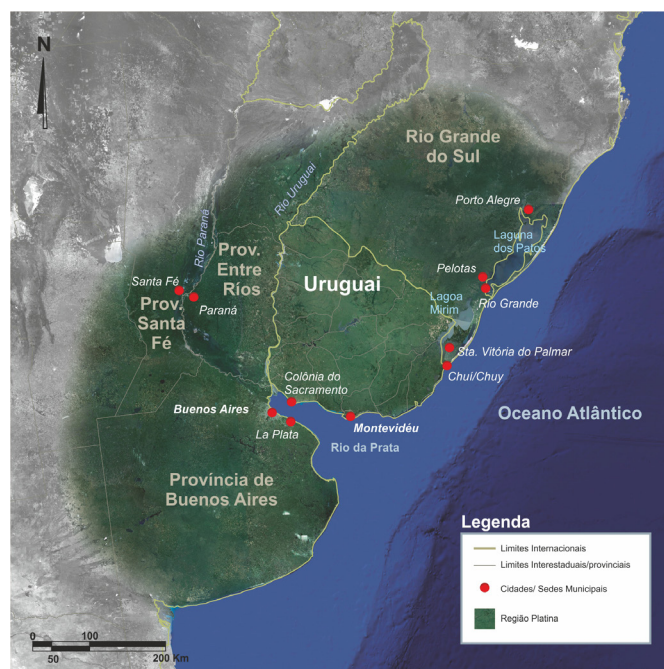 N
Rio Grande
do Sul
Rio Uruguai
Porto Alegre
Rio Paraná
Laguna
dos Patos
Prov.
Entre
Ríos
Pelotas
Santa Fé
Uruguai
Prov.
Santa
Fé
Paraná
Lagoa
Mirim
Rio Grande
Sta. Vitória do Palmar
Chuí/Chuy
Colônia do
Sacramento
Buenos Aires
Oceano Atlântico
La Plata
Montevidéu
Rio da Prata
Província de
Buenos Aires
Legenda
Limites Internacionais
Limites Interestaduais/provinciais
Cidades/ Sedes Municipais
Região Platina
0 100
50 200 Km